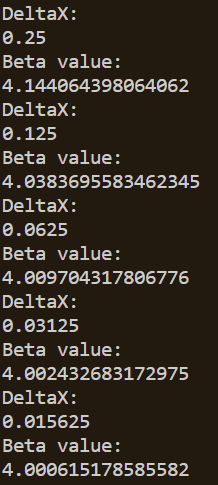 DeltaX:
0.25
Beta value:
4.144064398064062
DeltaX:
0.125
Beta value:
4.0383695583462345
DeltaX:
0.0625
Beta value:
4.009704317806776
DeltaX:
0.03125
Beta value:
4.002432683172975
DeltaX:
0.015625
Beta value:
4.000615178585582